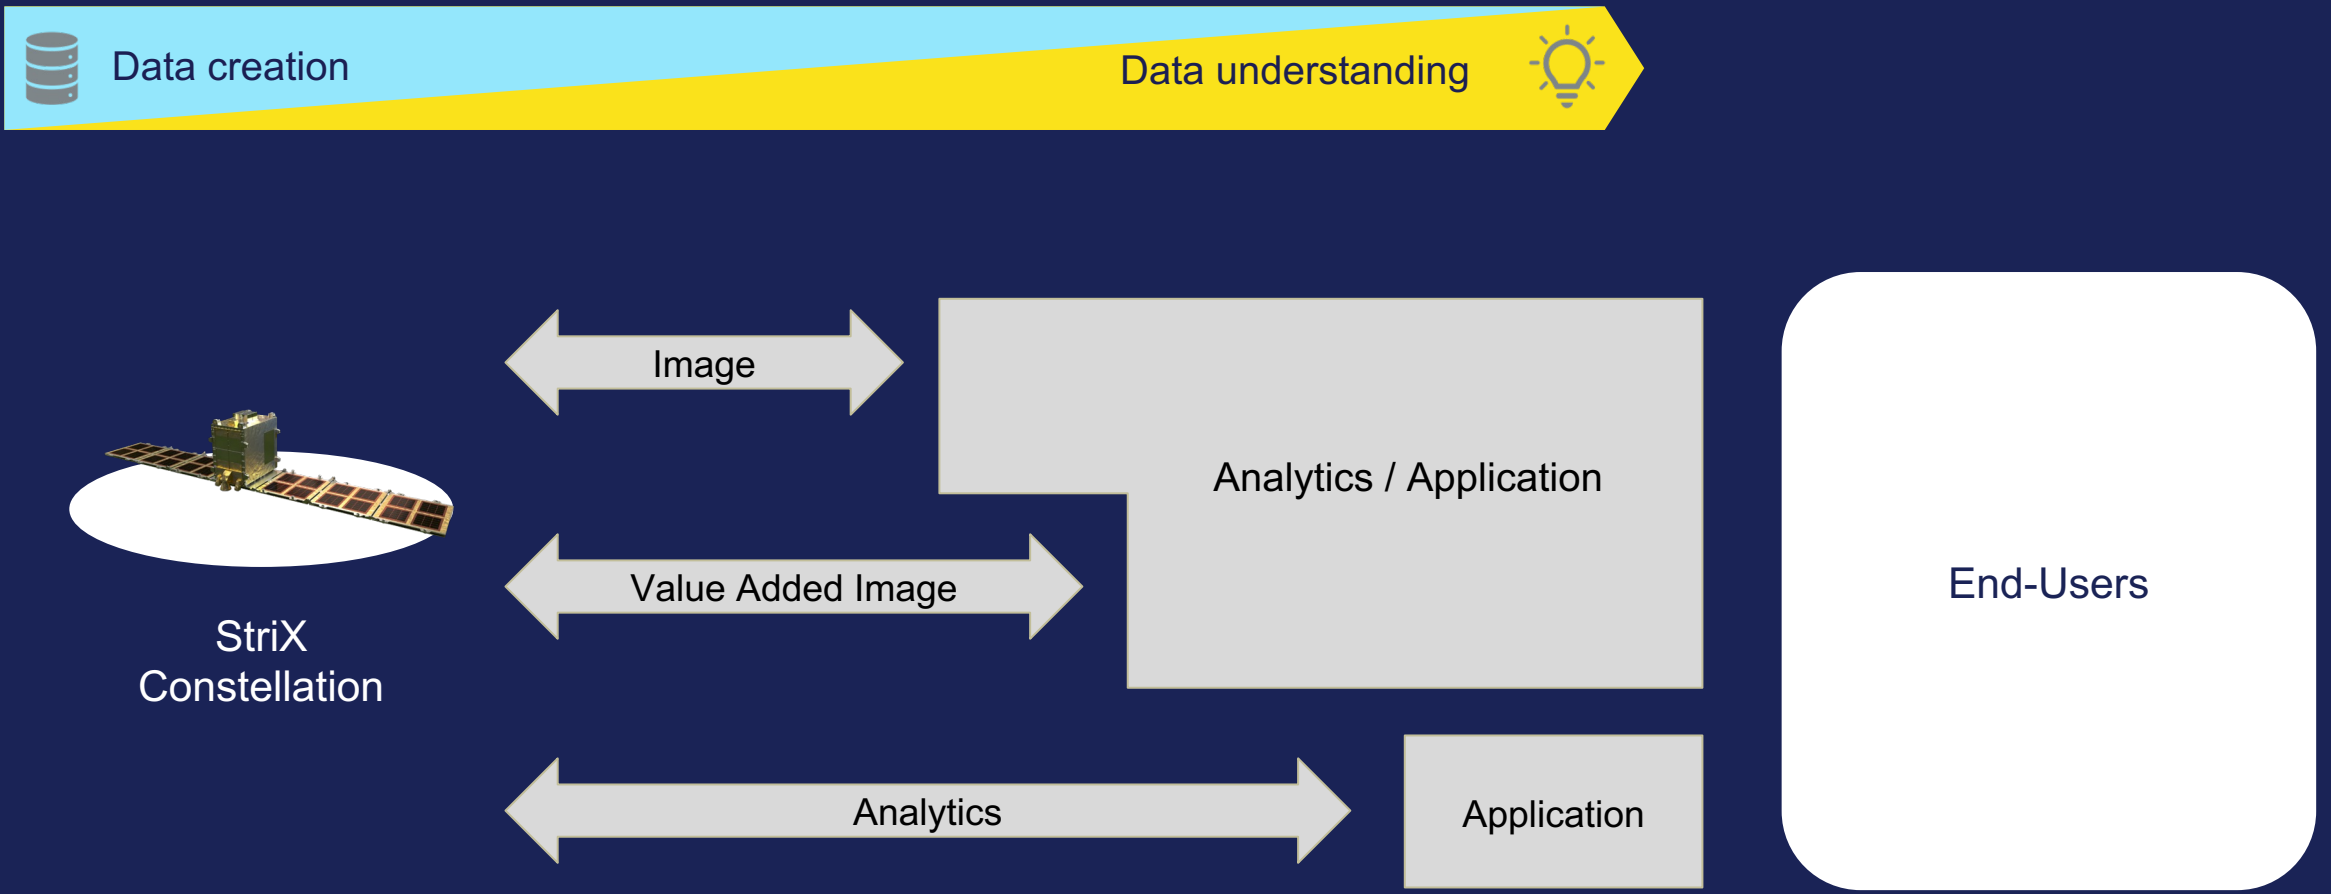 Data creation
Data understanding
Image
Analytics / Application
Value Added Image
End-Users
StriX
Constellation
Analytics
Application